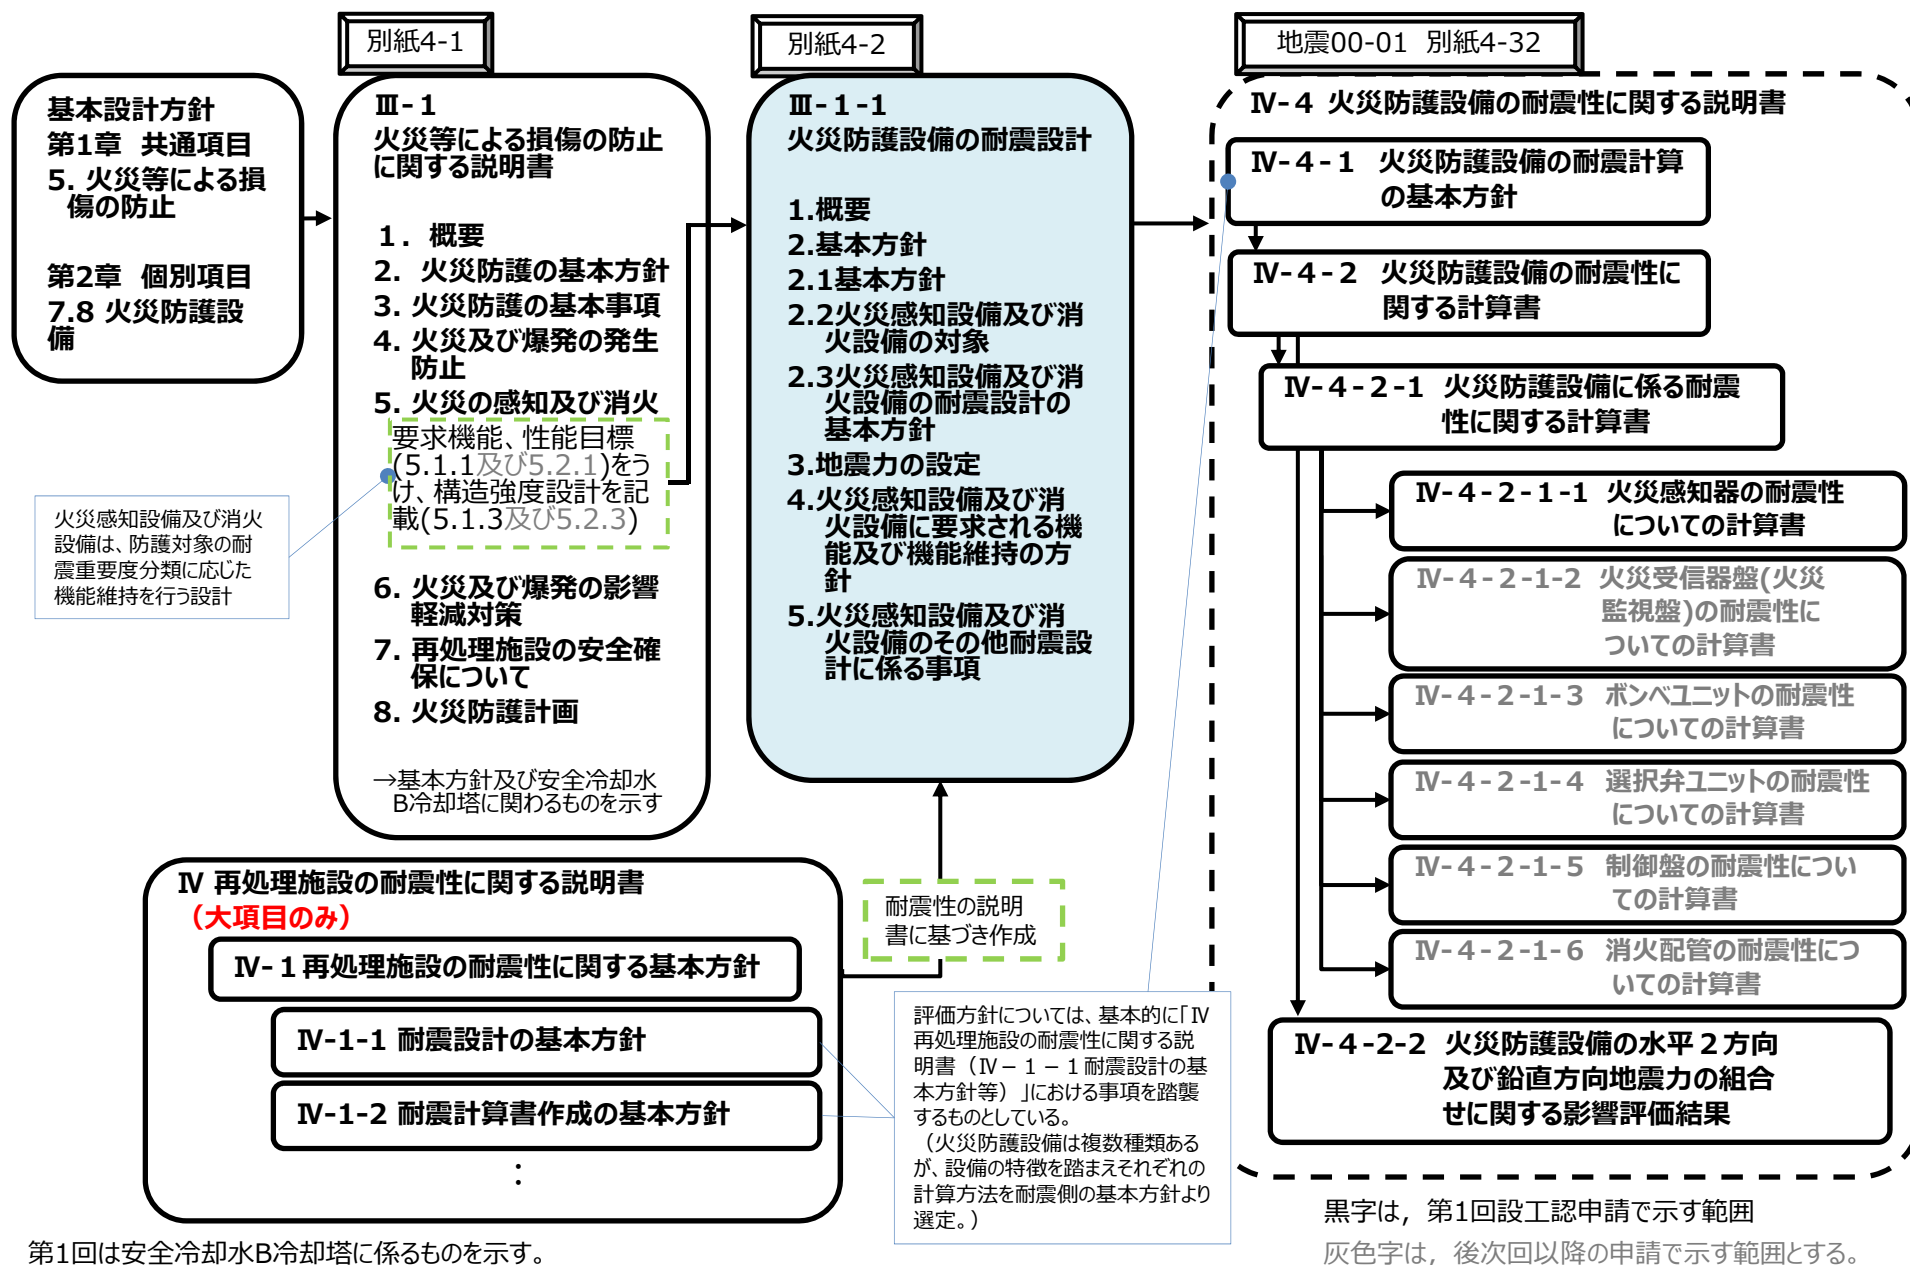 別紙4-1
別紙4-2
地震00-01 別紙4-32
基本設計方針
第1章 共通項目
5. 火災等による損
傷の防止
第2章 個別項目
7.8 火災防護設
備
Ⅲ-1
火災等による損傷の防止
に関する説明書
1. 概要
2. 火災防護の基本方針
3. 火災防護の基本事項
4. 火災及び爆発の発生
防止
5. 火災の感知及び消火
要求機能、性能目標
(5.1.1及び5.2.1)をう
け、構造強度設計を記
載(5.1.3及び5.2.3)
6. 火災及び爆発の影響
軽減対策
7. 再処理施設の安全確
保について
8. 火災防護計画
→基本方針及び安全冷却水
B冷却塔に関わるものを示す
火災感知設備及び消火
設備は、防護対象の耐
震重要度分類に応じた
機能維持を行う設計
Ⅲ-1-1
火災防護設備の耐震設計
1.概要
2.基本方針
2.1基本方針
2.2火災感知設備及び消
火設備の対象
2.3火災感知設備及び消
火設備の耐震設計の
基本方針
3.地震力の設定
4.火災感知設備及び消
火設備に要求される機
能及び機能維持の方
針
5.火災感知設備及び消
火設備のその他耐震設
計に係る事項
Ⅳ-4 火災防護設備の耐震性に関する説明書
Ⅳ-4-1 火災防護設備の耐震計算
の基本方針
Ⅳ-4-2 火災防護設備の耐震性に
関する計算書
Ⅳ-4-2-1 火災防護設備に係る耐震
性に関する計算書
Ⅳ-4-2-1-1 火災感知器の耐震性
についての計算書
Ⅳ-4-2-1-2 火災受信器盤(火災
監視盤)の耐震性に
ついての計算書
Ⅳ-4-2-1-3 ボンベユニットの耐震性
についての計算書
Ⅳ-4-2-1-4 選択弁ユニットの耐震性
についての計算書
Ⅳ-4-2-1-5 制御盤の耐震性につい
ての計算書
Ⅳ-4-2-1-6 消火配管の耐震性につ
いての計算書
Ⅳ-4-2-2 火災防護設備の水平２方向
及び鉛直方向地震力の組合
せに関する影響評価結果
Ⅳ 再処理施設の耐震性に関する説明書
（大項目のみ）
Ⅳ-１再処理施設の耐震性に関する基本方針
Ⅳ-1-1 耐震設計の基本方針
Ⅳ-1-2 耐震計算書作成の基本方針
：
耐震性の説明
書に基づき作成
評価方針については、基本的に「Ⅳ
再処理施設の耐震性に関する説
明書（Ⅳ－１－１耐震設計の基
本方針等）」における事項を踏襲
するものとしている。
（火災防護設備は複数種類ある
が、設備の特徴を踏まえそれぞれの
計算方法を耐震側の基本方針より
選定。）
黒字は，第1回設工認申請で示す範囲
灰色字は，後次回以降の申請で示す範囲とする。
第1回は安全冷却水B冷却塔に係るものを示す。